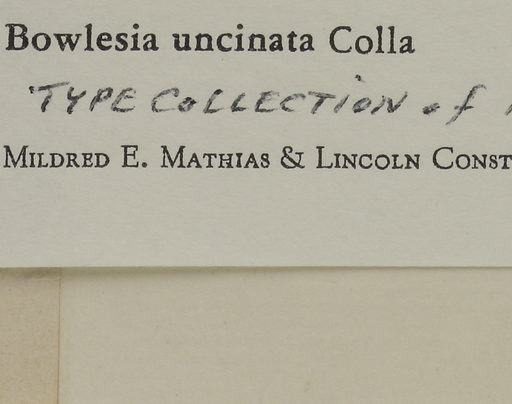 Bowlesia uncinata Colla
TYPE COLLECTION of
MILDRED E. MATHIAS & LINCOLN CONST